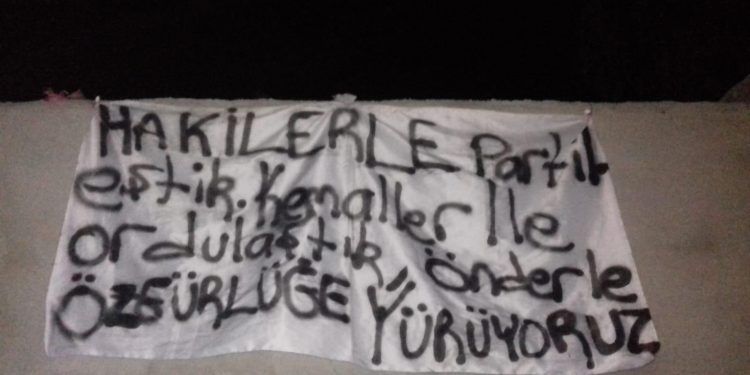 HAKİLERLE Partil
eştik. Kemaller İle
ordulaştık, önderle
ÖZGÜRLÜĞE YÜRÜYORUZ